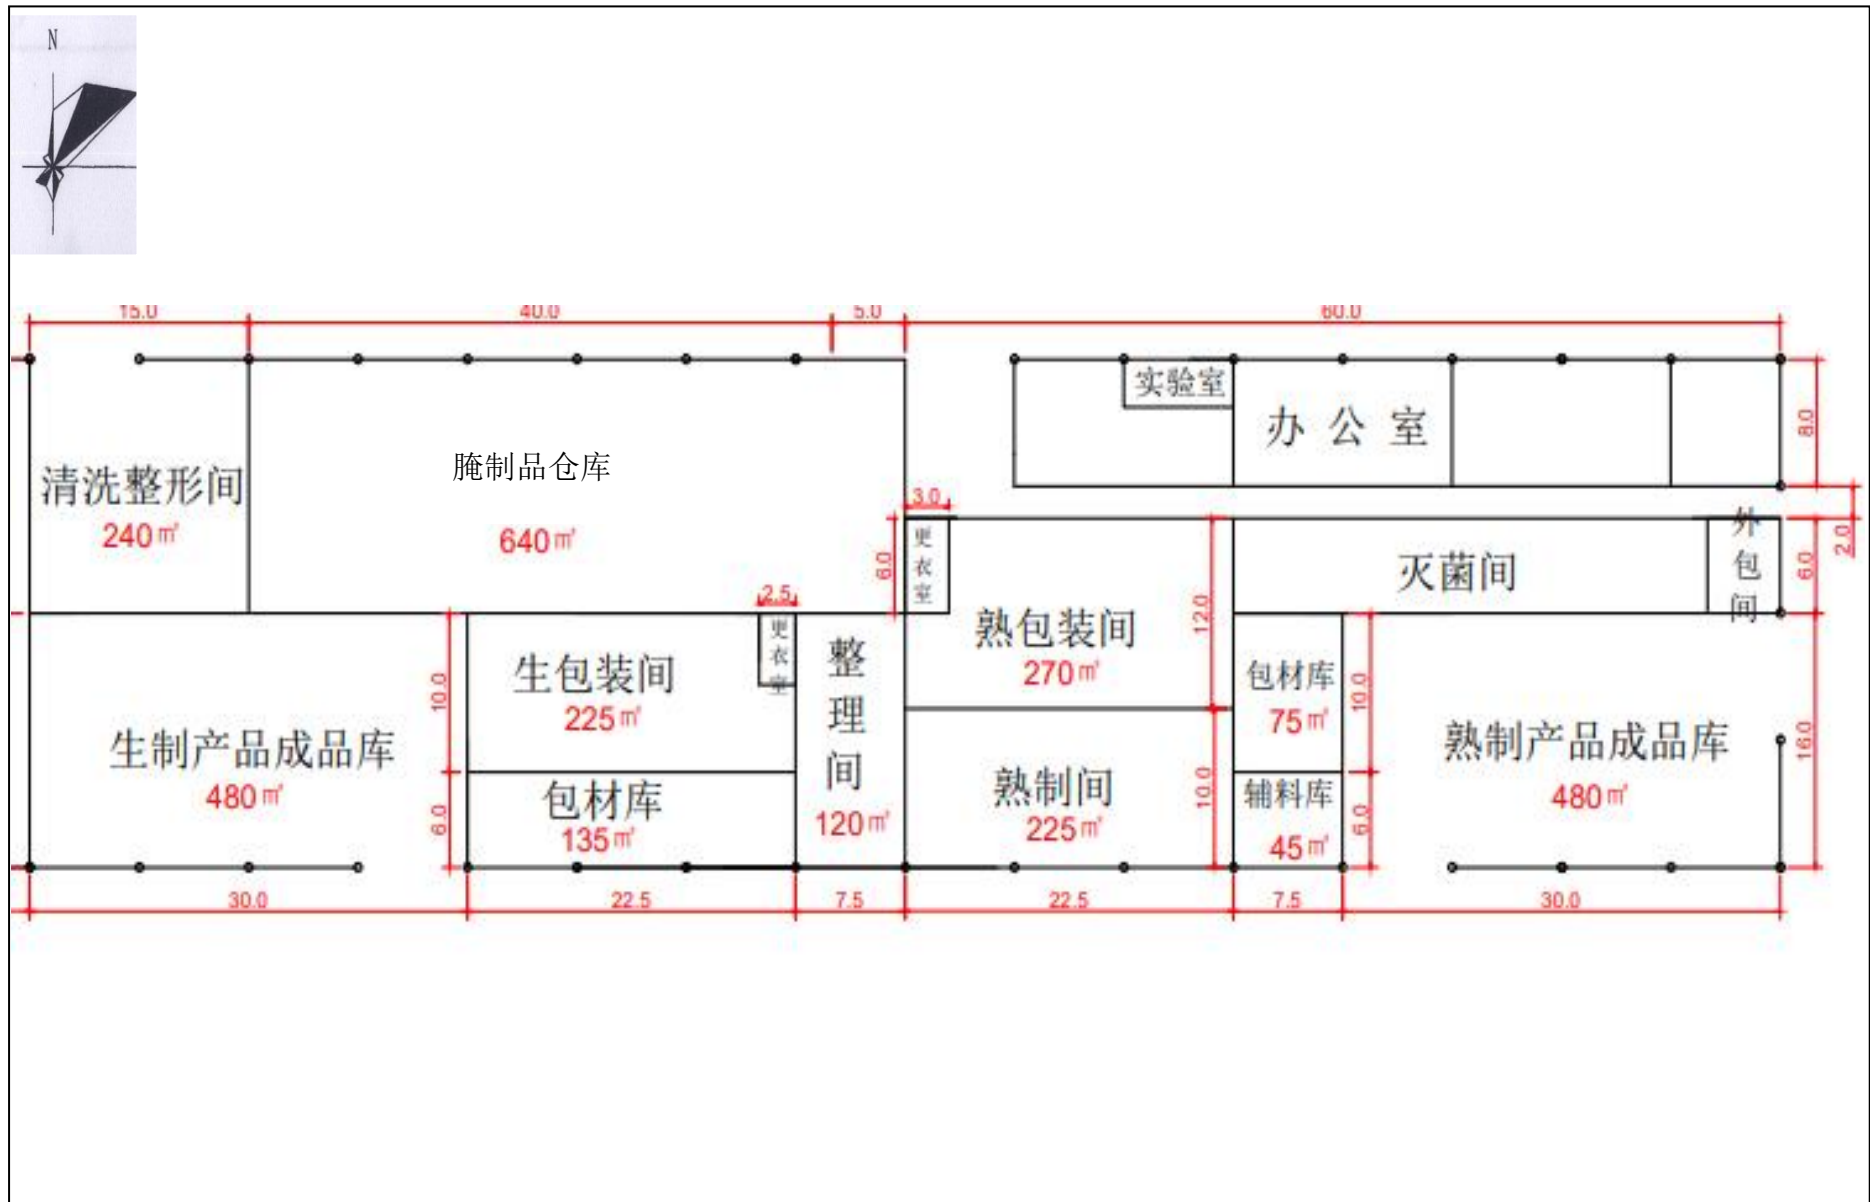 N
15.0
40.0
5.0
60.0
实验室
办公室
8.0
清洗整形间
240㎡
腌制品仓库
640㎡
3.0
6.0
更衣室
2.0
外包间
6.0
灭菌间
熟包装间
270㎡
12.0
2.5
更衣室
生包装间
225㎡
10.0
整理间
120㎡
包材库
75㎡
10.0
生制产品成品库
480㎡
熟制产品成品库
480㎡
16.0
包材库
135㎡
6.0
熟制间
225㎡
10.0
辅料库
45㎡
6.0
30.0
22.5
7.5
22.5
7.5
30.0